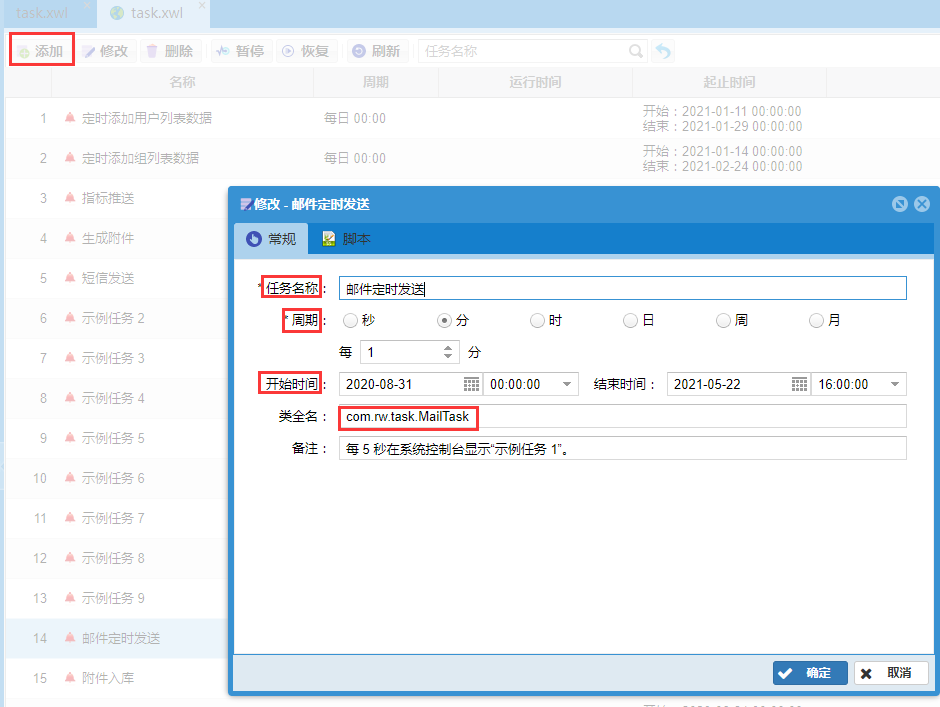 task.xwl task.xwl
添加 修改 删除 暂停 恢复 刷新 任务名称
名称 周期 运行时间 起止时间
1 定时添加用户列表数据 每日 00:00 开始：2021-01-11 00:00:00
结束：2021-01-29 00:00:00
2 定时添加组列表数据 每日 00:00 开始：2021-01-14 00:00:00
结束：2021-02-24 00:00:00
3 指标推送
4 生成附件
5 短信发送
6 示例任务 2
7 示例任务 3
8 示例任务 4
9 示例任务 5
10 示例任务 6
11 示例任务 7
12 示例任务 8
13 示例任务 9
14 邮件定时发送
15 附件入库
修改 - 邮件定时发送
常规 脚本
*任务名称： 邮件定时发送
*周期： 秒 分 时 日 周 月
每 1 分
开始时间： 2020-08-31 00:00:00 结束时间： 2021-05-22 16:00:00
类全名： com.rw.task.MailTask
备注： 每 5 秒在系统控制台显示“示例任务 1”。
确定 取消